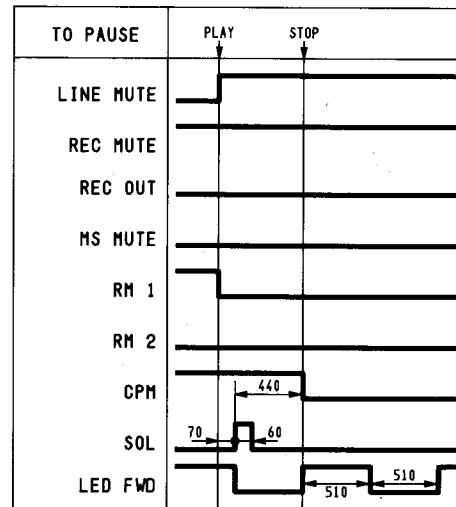 TO PAUSE PLAY STOP
LINE MUTE
REC MUTE
REC OUT
MS MUTE
RM 1
RM 2
CPM 440
SOL 70 60
LED FWD 510 510